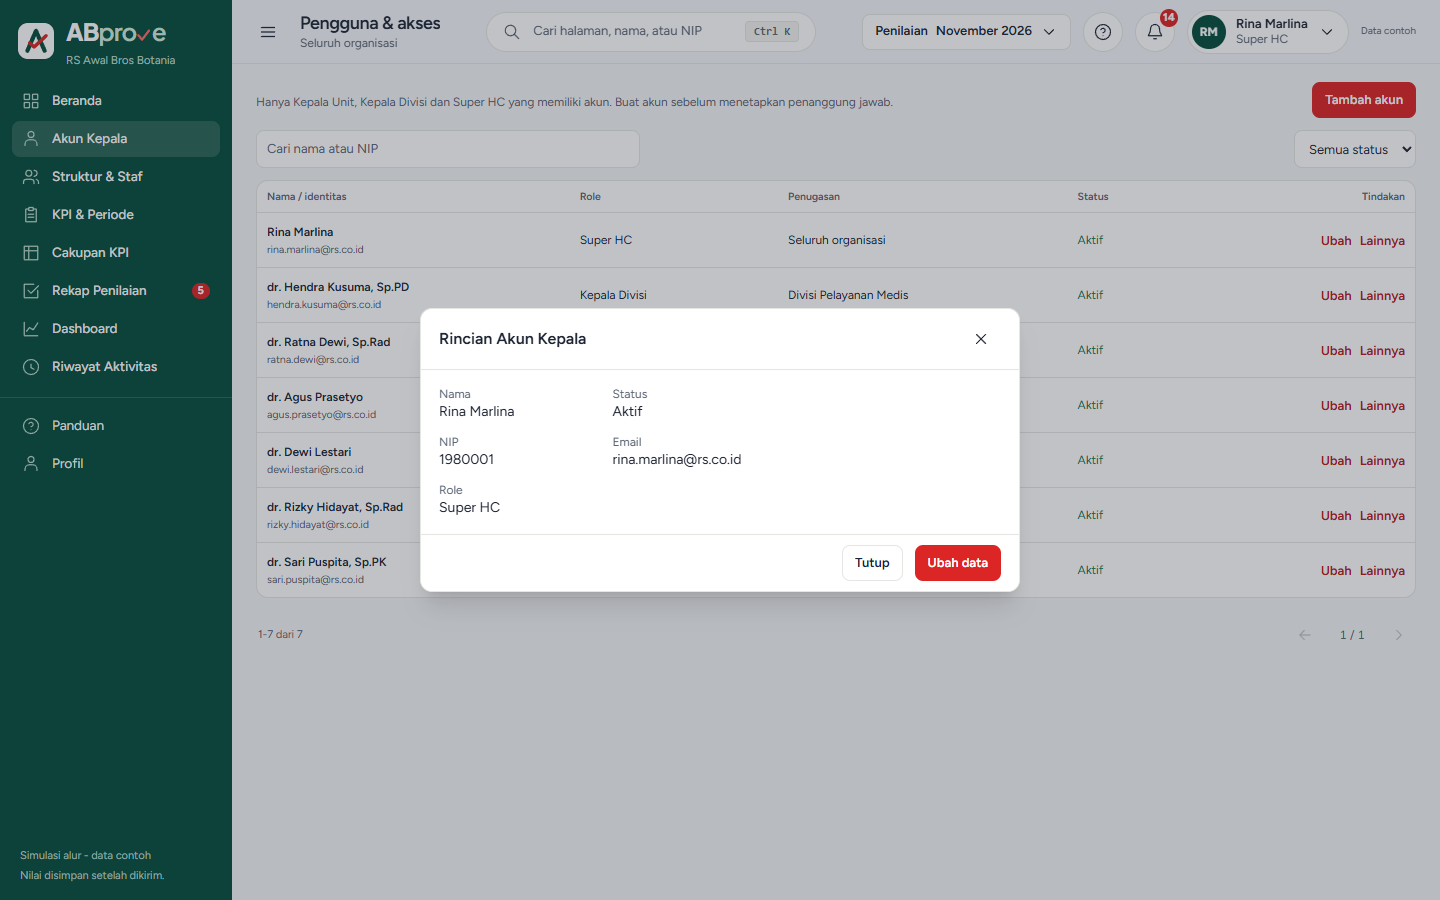 ABprove
RS Awal Bros Botania
Beranda
Akun Kepala
Struktur & Staf
KPI & Periode
Cakupan KPI
Rekap Penilaian 5
Dashboard
Riwayat Aktivitas
Panduan
Profil
Simulasi alur - data contoh
Nilai disimpan setelah dikirim.
Pengguna & akses
Seluruh organisasi
Cari halaman, nama, atau NIP Ctrl K
Penilaian November 2026
14
RM
Rina Marlina
Super HC
Data contoh
Hanya Kepala Unit, Kepala Divisi dan Super HC yang memiliki akun. Buat akun sebelum menetapkan penanggung jawab.
Tambah akun
Cari nama atau NIP
Semua status
Nama / identitas Role Penugasan Status Tindakan
Rina Marlina
rina.marlina@rs.co.id
Super HC Seluruh organisasi Aktif Ubah Lainnya
dr. Hendra Kusuma, Sp.PD
hendra.kusuma@rs.co.id
Kepala Divisi Divisi Pelayanan Medis Aktif Ubah Lainnya
dr. Ratna Dewi, Sp.Rad
ratna.dewi@rs.co.id
Aktif Ubah Lainnya
dr. Agus Prasetyo
agus.prasetyo@rs.co.id
Aktif Ubah Lainnya
dr. Dewi Lestari
dewi.lestari@rs.co.id
Aktif Ubah Lainnya
dr. Rizky Hidayat, Sp.Rad
rizky.hidayat@rs.co.id
Aktif Ubah Lainnya
dr. Sari Puspita, Sp.PK
sari.puspita@rs.co.id
Aktif Ubah Lainnya
1-7 dari 7
1 / 1
Rincian Akun Kepala
Nama
Rina Marlina
Status
Aktif
NIP
1980001
Email
rina.marlina@rs.co.id
Role
Super HC
Tutup
Ubah data